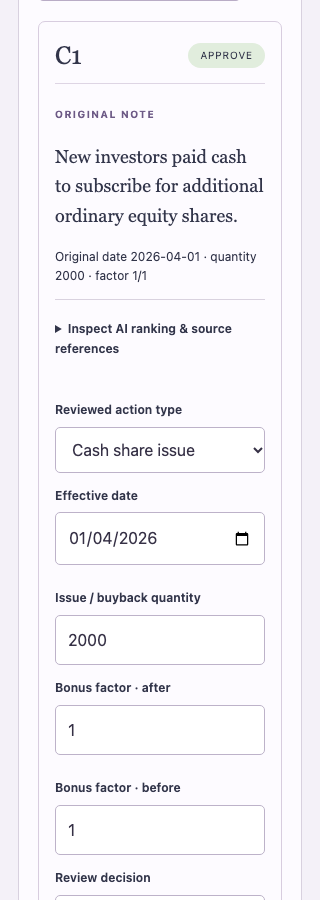 C1
APPROVE
ORIGINAL NOTE
New investors paid cash
to subscribe for additional
ordinary equity shares.
Original date 2026-04-01 · quantity
2000 · factor 1/1
Inspect AI ranking & source
references
Reviewed action type
Cash share issue
Effective date
01/04/2026
Issue / buyback quantity
2000
Bonus factor · after
1
Bonus factor · before
1
Review decision